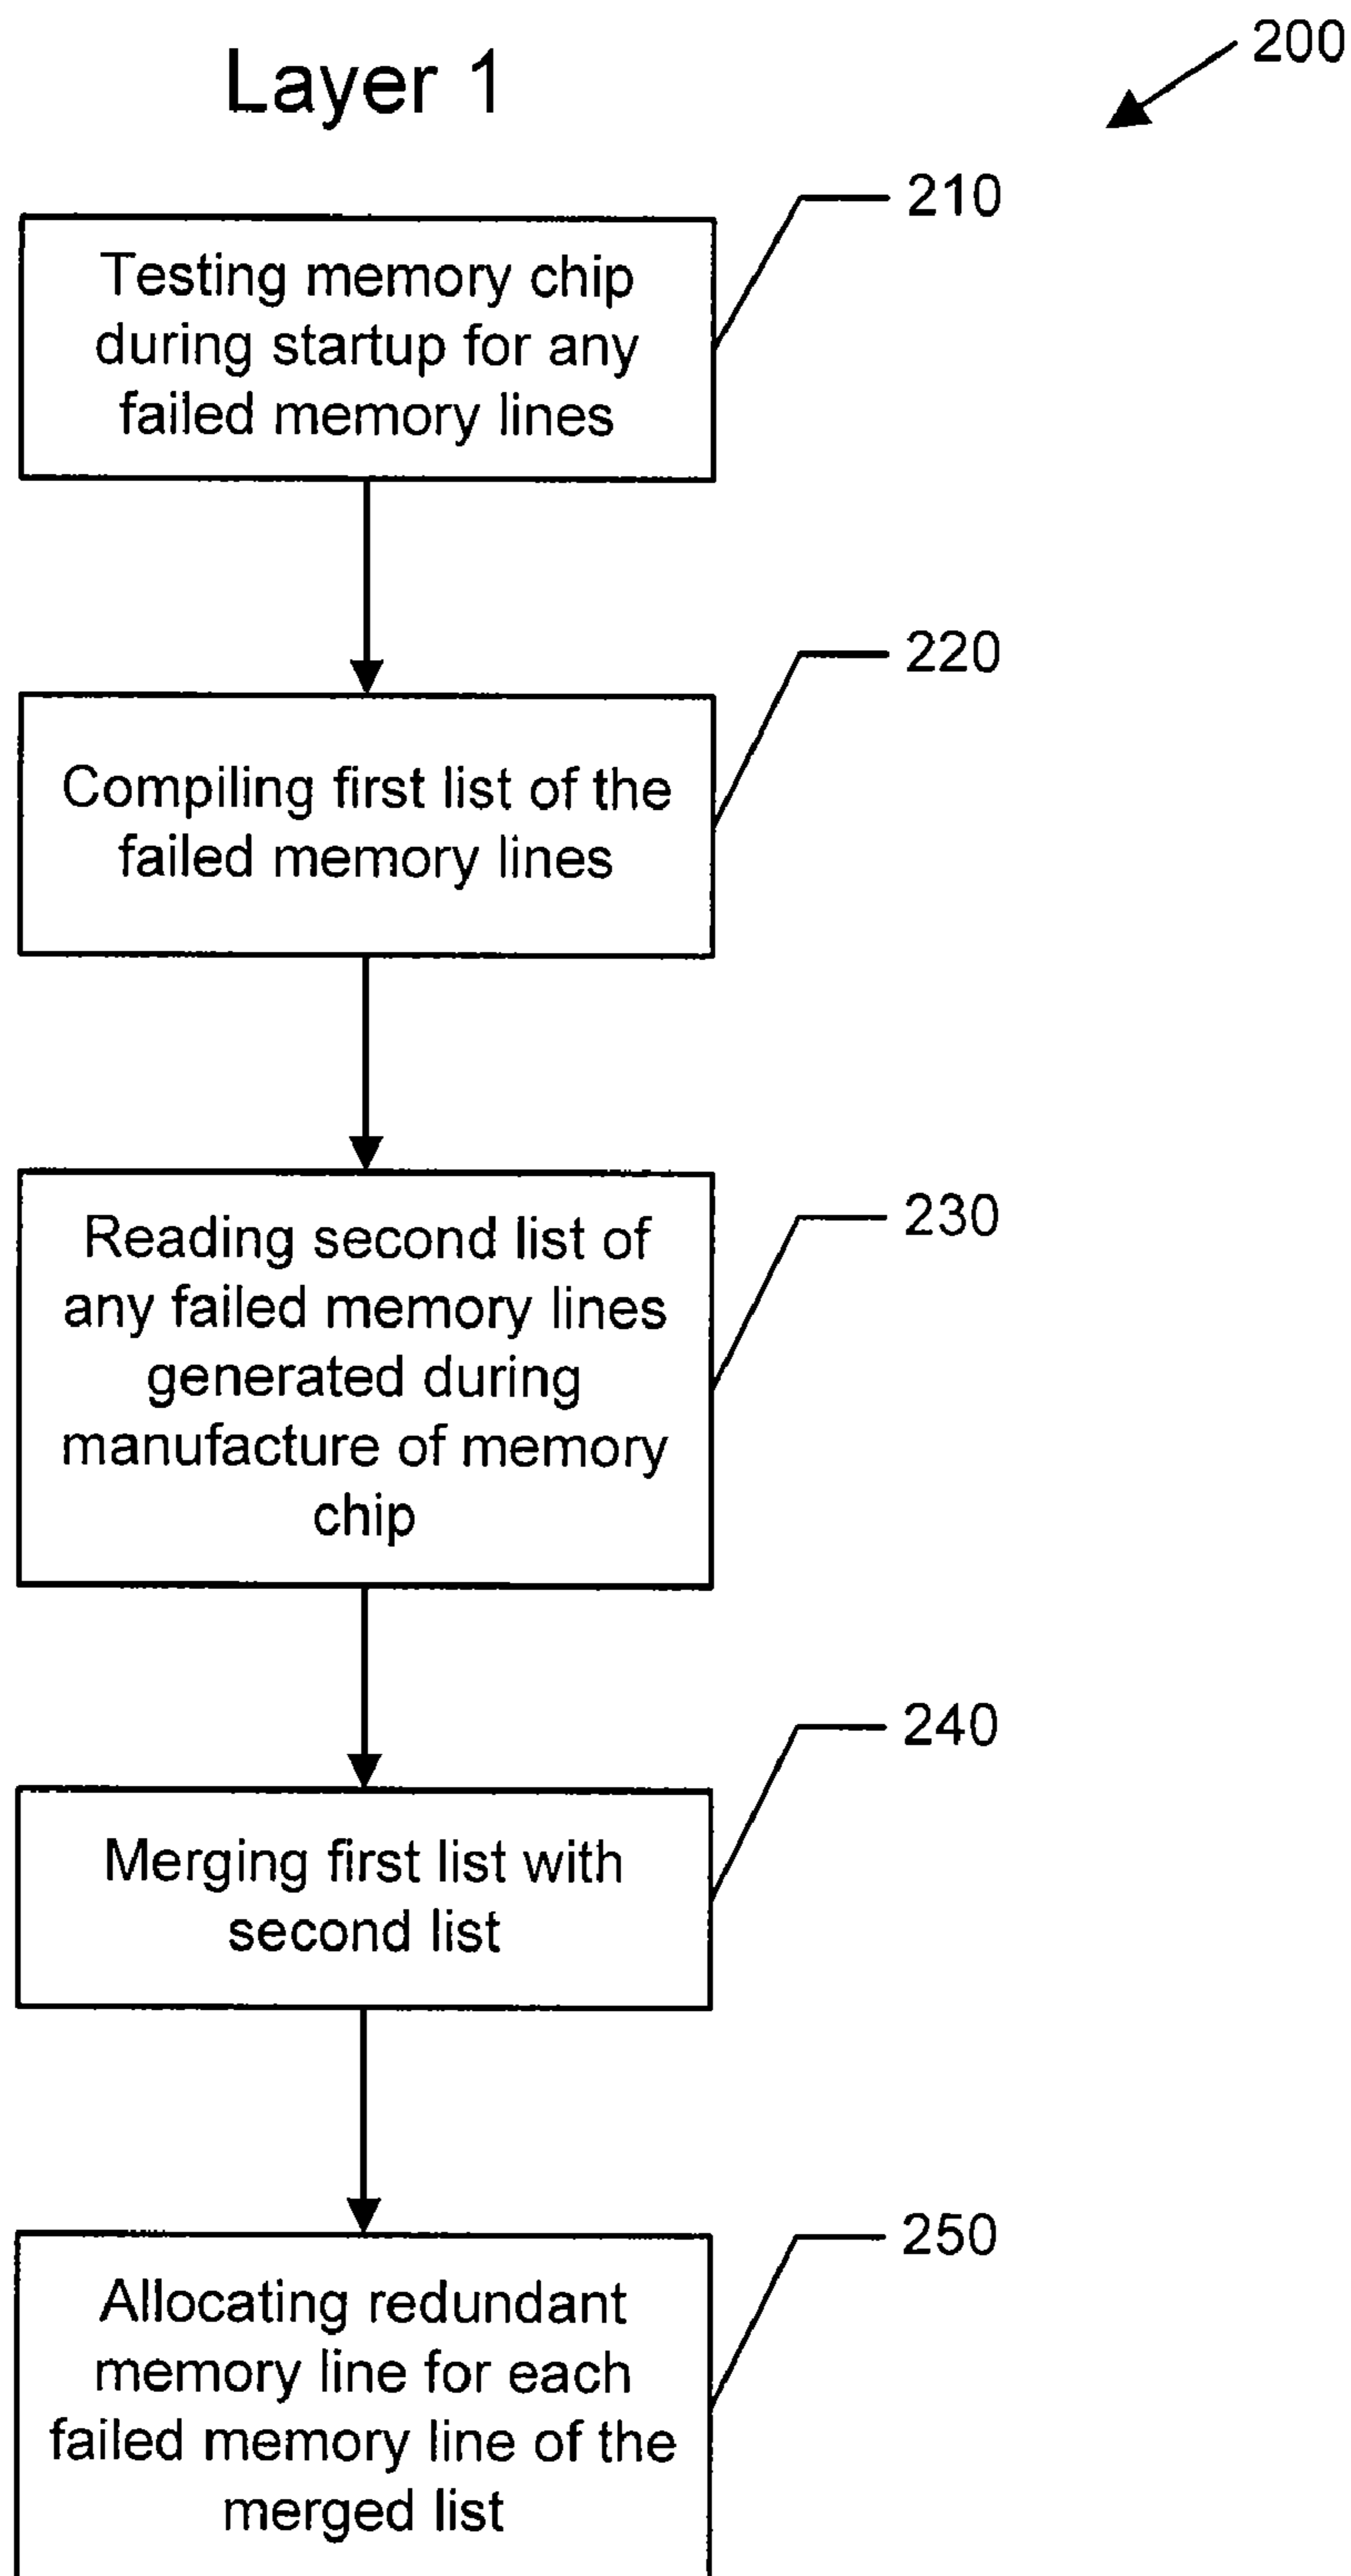 Layer 1
200
210
Testing memory chip
during startup for any
failed memory lines
220
Compiling first list of the
failed memory lines
230
Reading second list of
any failed memory lines
generated during
manufacture of memory
chip
240
Merging first list with
second list
250
Allocating redundant
memory line for each
failed memory line of the
merged list